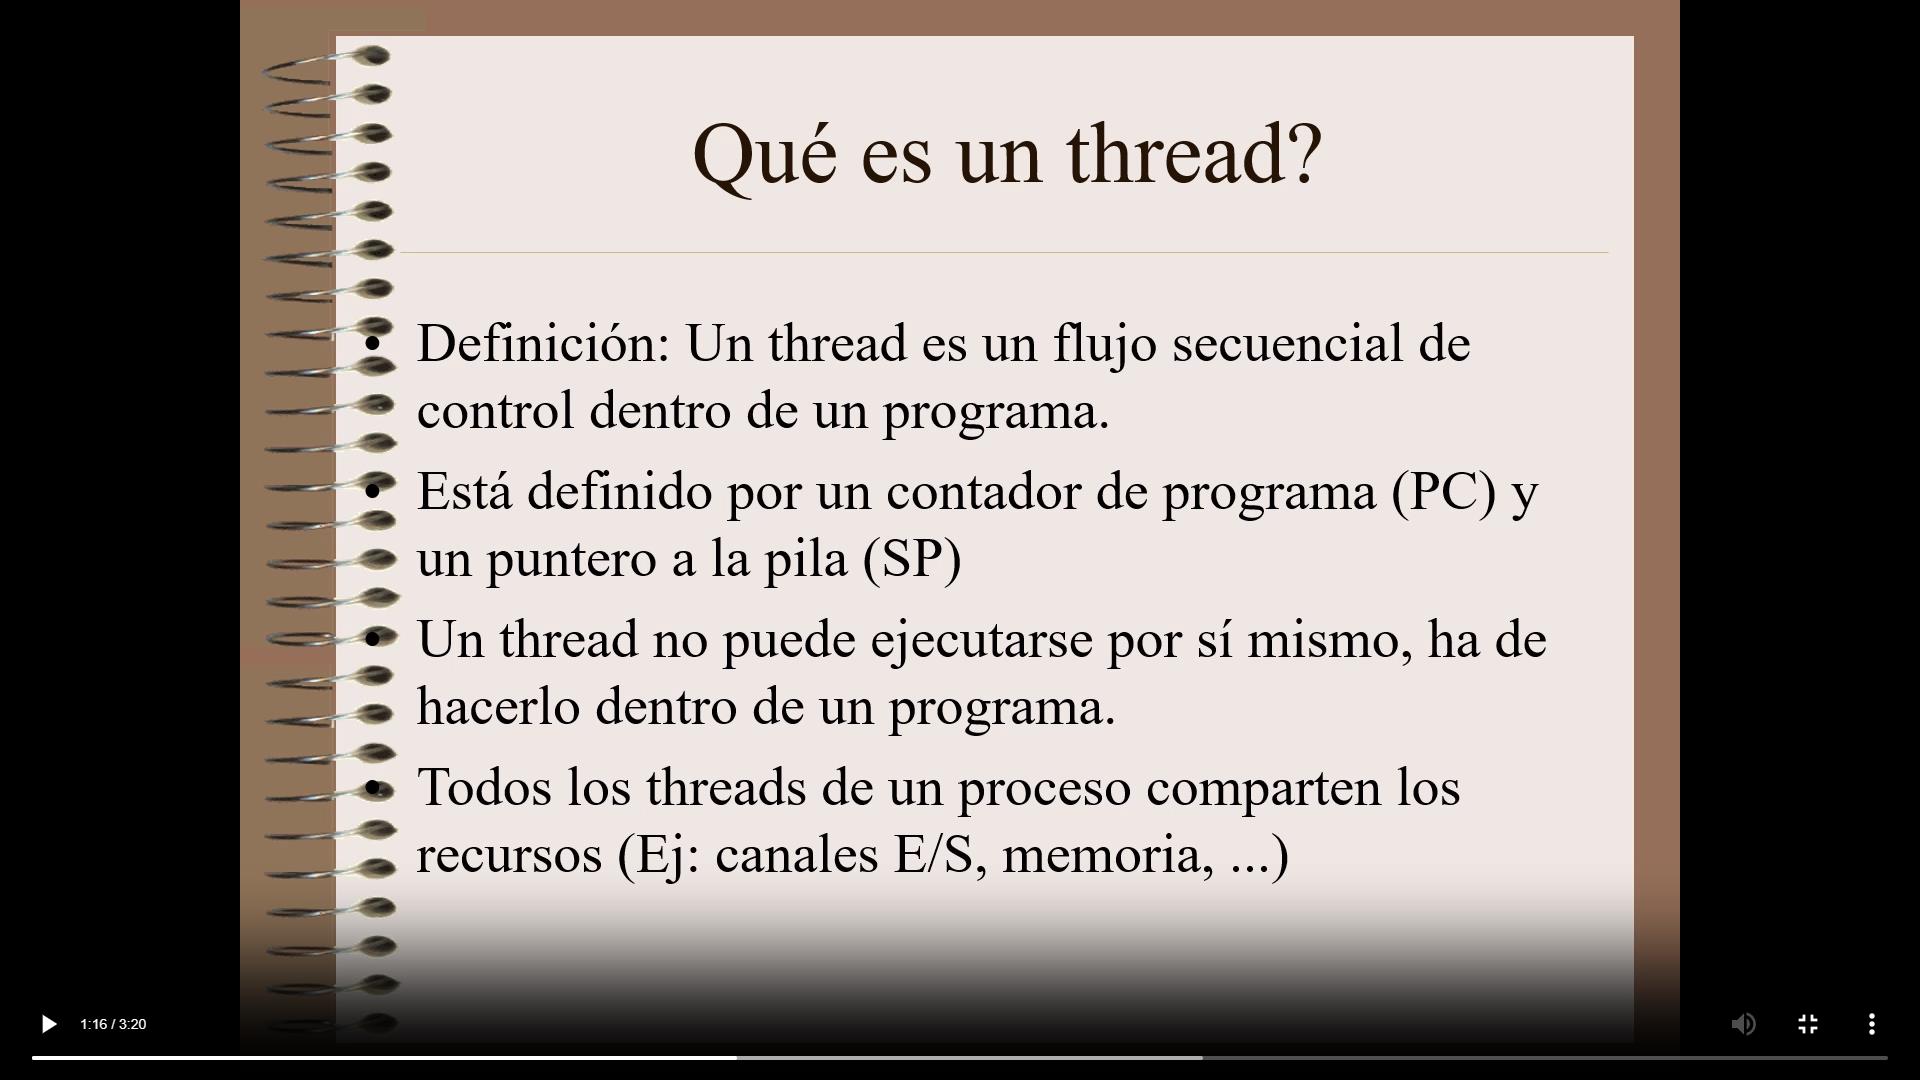 Qué es un thread?
• Definición: Un thread es un flujo secuencial de
control dentro de un programa.
• Está definido por un contador de programa (PC) y
un puntero a la pila (SP)
• Un thread no puede ejecutarse por sí mismo, ha de
hacerlo dentro de un programa.
• Todos los threads de un proceso comparten los
recursos (Ej: canales E/S, memoria, ...)
1:16 / 3:20